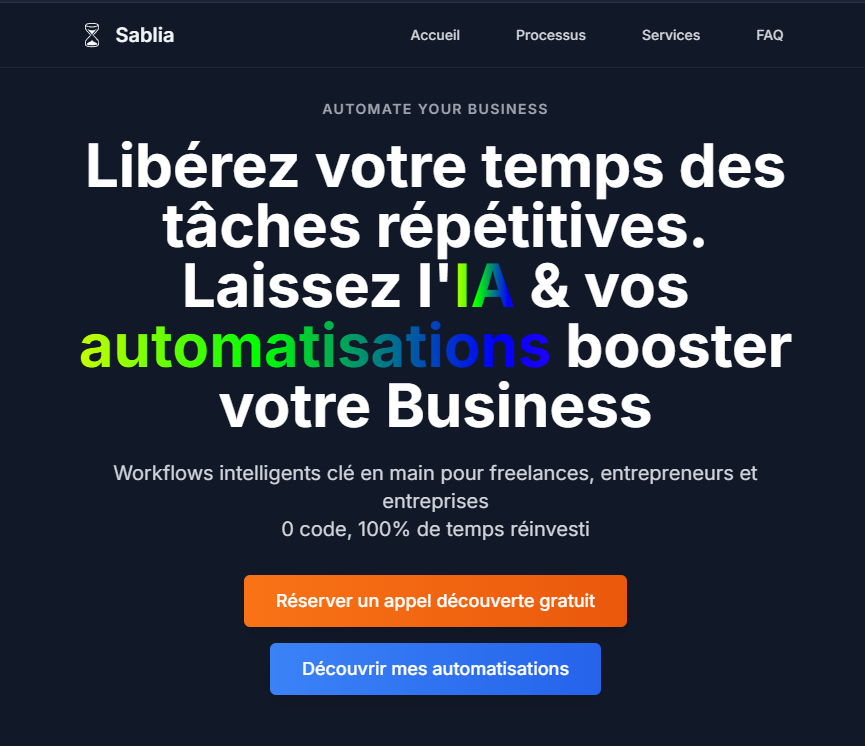 Sablia
Accueil
Processus
Services
FAQ
AUTOMATE YOUR BUSINESS
Libérez votre temps des
tâches répétitives.
Laissez l'IA & vos
automatisations booster
votre Business
Workflows intelligents clé en main pour freelances, entrepreneurs et
entreprises
0 code, 100% de temps réinvesti
Réserver un appel découverte gratuit
Découvrir mes automatisations